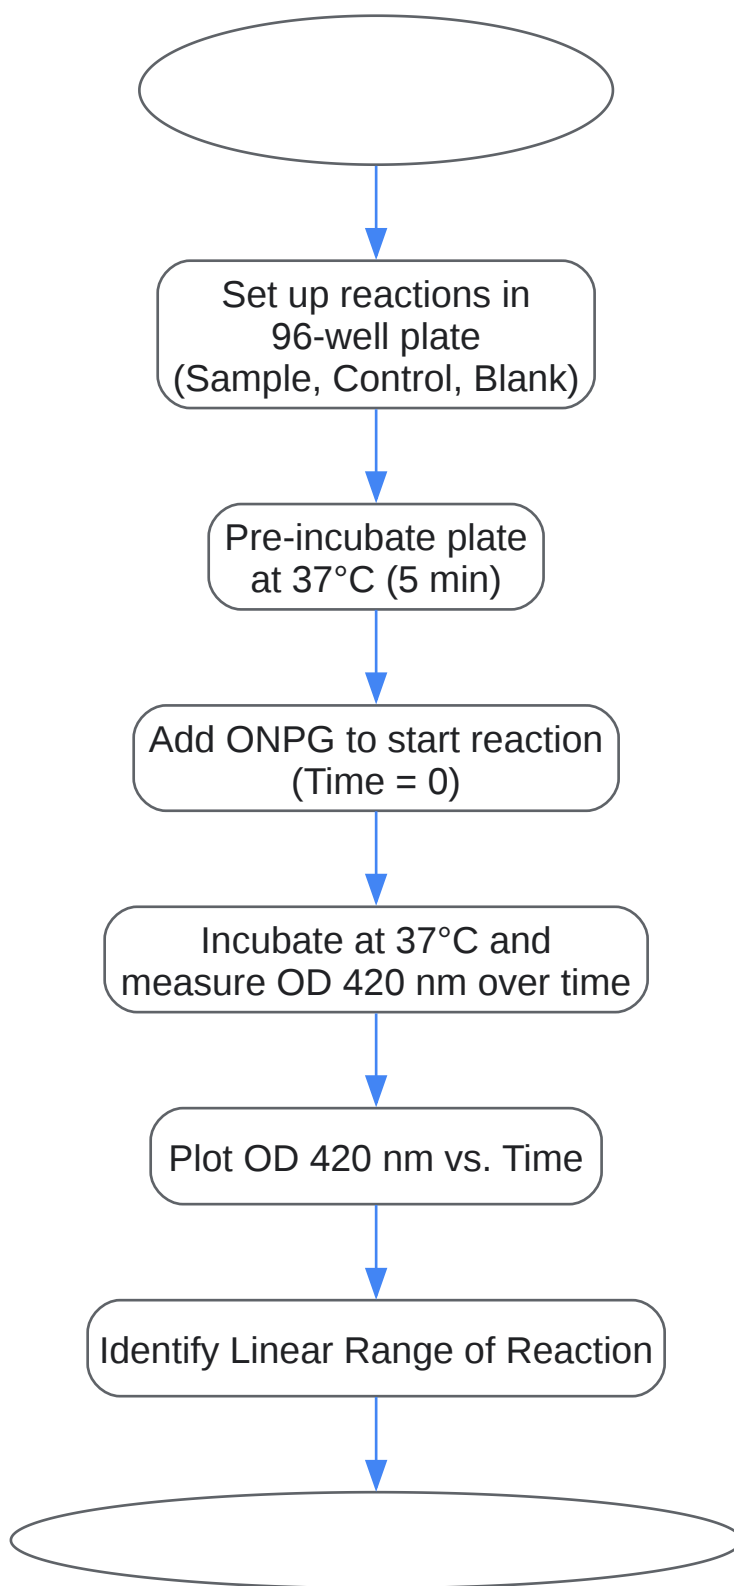 Set up reactions in
96-well plate
(Sample, Control, Blank)
Pre-incubate plate
at 37°C (5 min)
Add ONPG to start reaction
(Time = 0)
Incubate at 37°C and
measure OD 420 nm over time
Plot OD 420 nm vs. Time
Identify Linear Range of Reaction